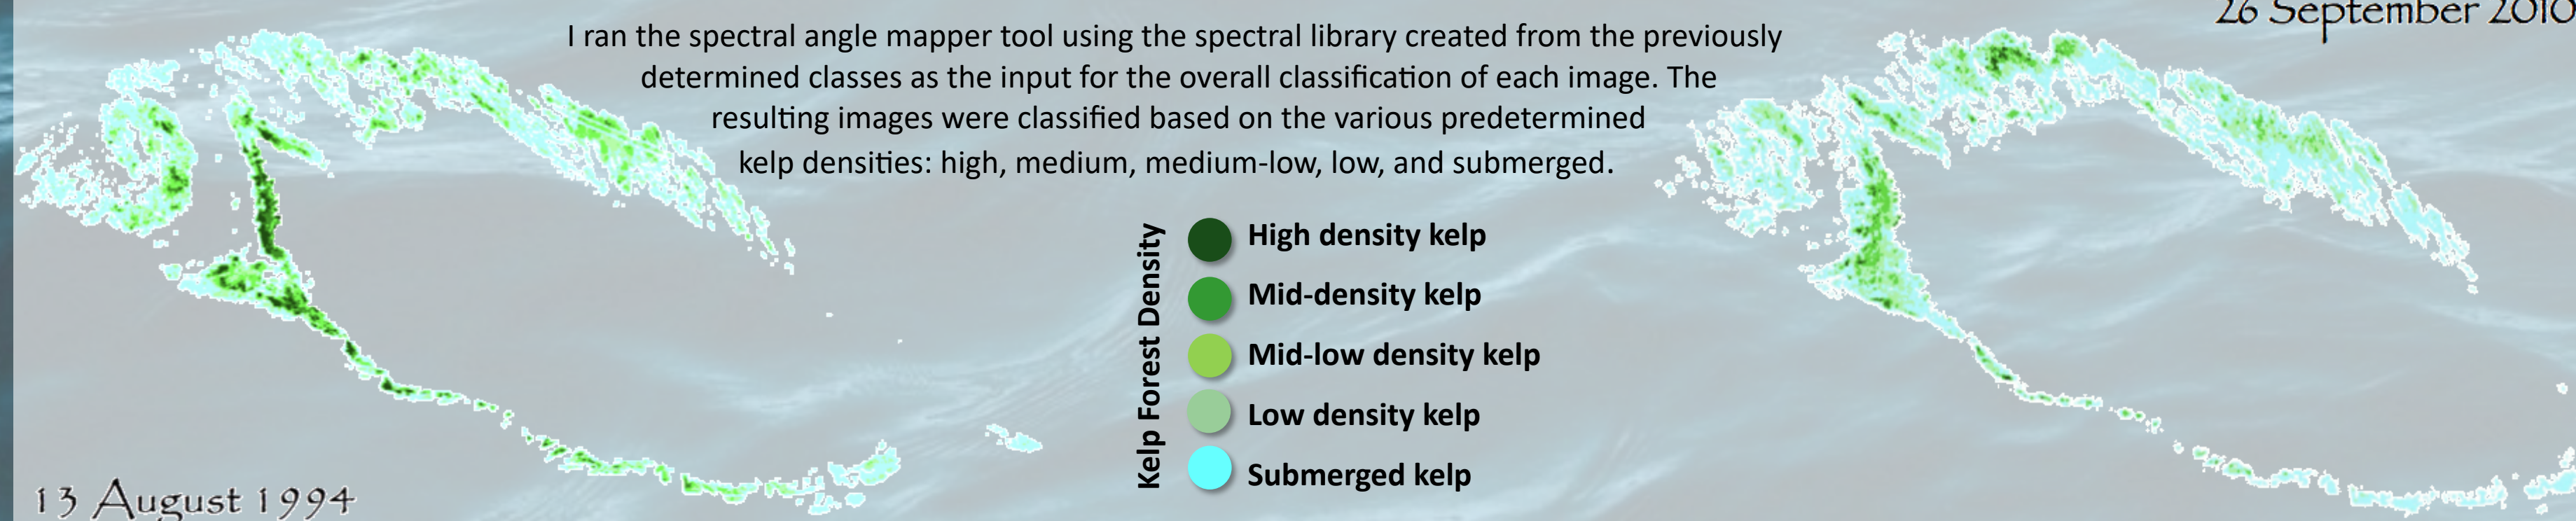 26 September 2010
I ran the spectral angle mapper tool using the spectral library created from the previously
determined classes as the input for the overall classification of each image. The
resulting images were classified based on the various predetermined
kelp densities: high, medium, medium-low, low, and submerged.
Kelp Forest Density
High density kelp
Mid-density kelp
Mid-low density kelp
Low density kelp
Submerged kelp
13 August 1994